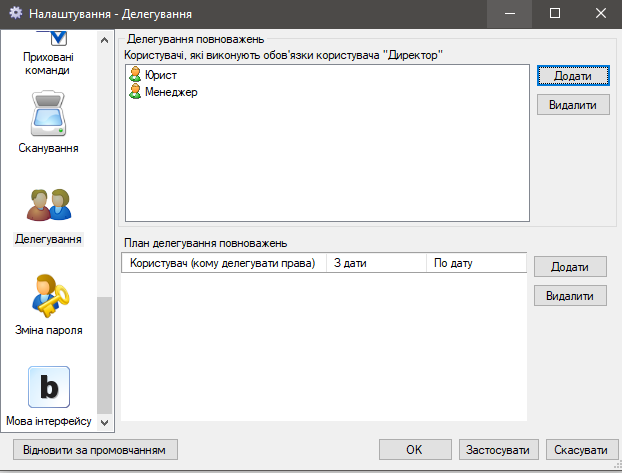 Налаштування - Делегування
Приховані
команди
Сканування
Делегування
Зміна пароля
b
Мова інтерфейсу
Делегування повноважень
Користувачі, які виконують обов'язки користувача "Директор"
Юрист
Менеджер
Додати
Видалити
План делегування повноважень
Користувач (кому делегувати права) З дати По дату
Додати
Видалити
Відновити за промовчанням OK Застосувати Скасувати